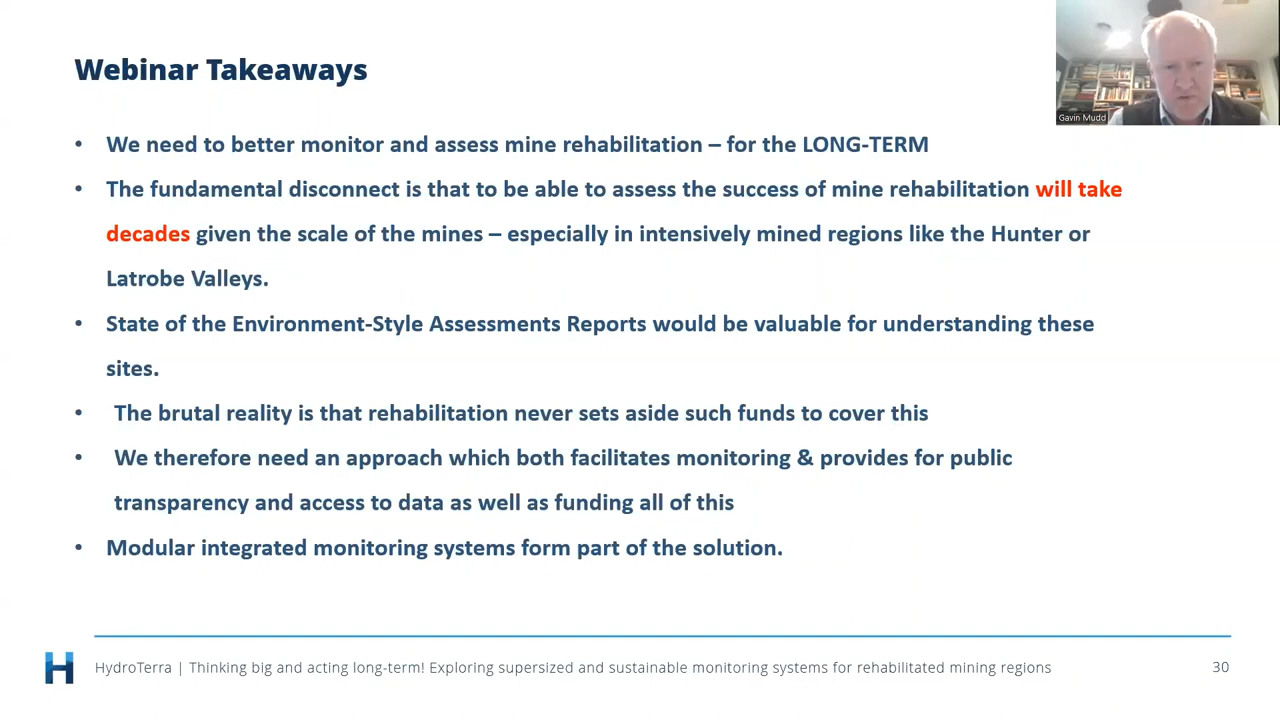 Webinar Takeaways
Gavin Mudd
• We need to better monitor and assess mine rehabilitation – for the LONG-TERM
• The fundamental disconnect is that to be able to assess the success of mine rehabilitation will take
decades given the scale of the mines – especially in intensively mined regions like the Hunter or
Latrobe Valleys.
• State of the Environment-Style Assessments Reports would be valuable for understanding these
sites.
• The brutal reality is that rehabilitation never sets aside such funds to cover this
• We therefore need an approach which both facilitates monitoring & provides for public
transparency and access to data as well as funding all of this
• Modular integrated monitoring systems form part of the solution.
H HydroTerra | Thinking big and acting long-term! Exploring supersized and sustainable monitoring systems for rehabilitated mining regions 30